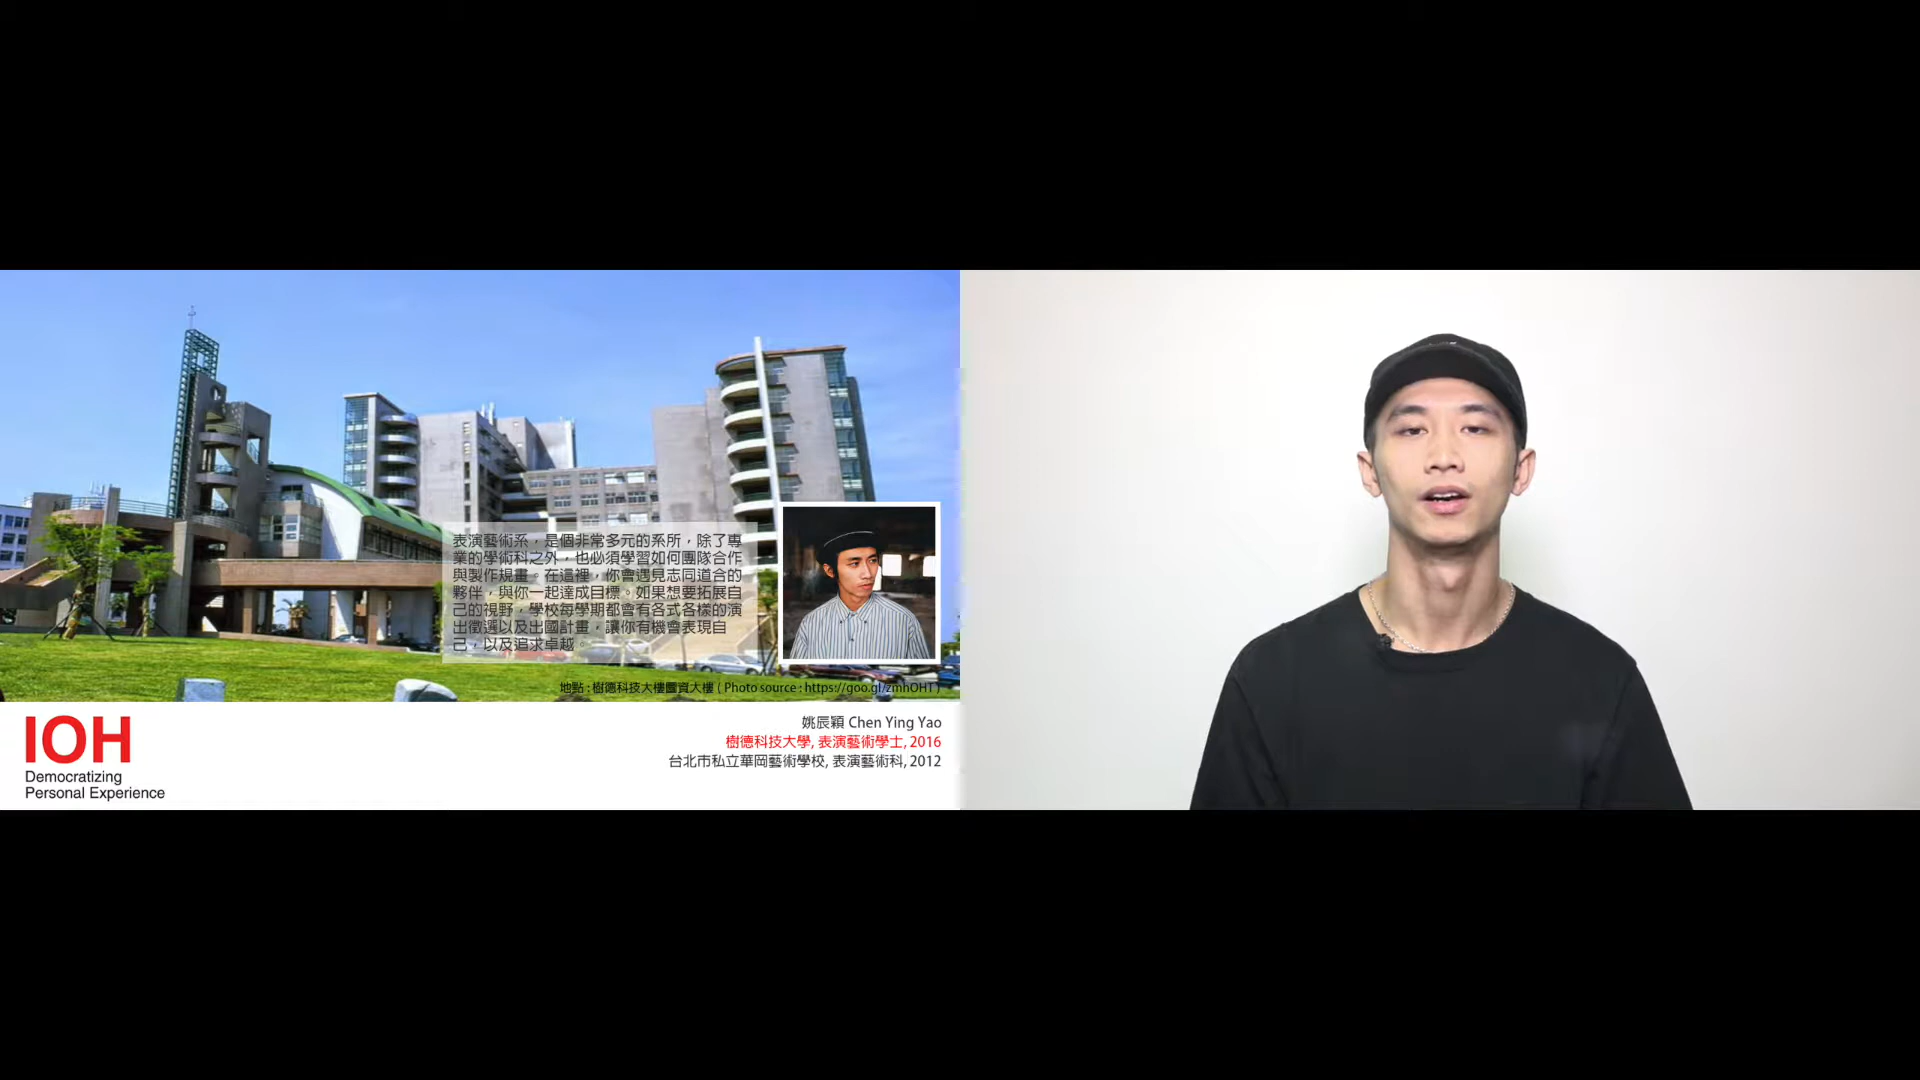 表演藝術系，是個非常多元的系所，除了專
業的學術科之外，也必須學習如何團隊合作
與製作規畫。在這裡，你會遇見志同道合的
夥伴，與你一起達成目標。如果想要拓展自
己的視野，學校每學期都會有各式各樣的演
出徵選以及出國計畫，讓你有機會表現自
己，以及追求卓越。
地點 : 樹德科技大樓圖資大樓 ( Photo source : https://goo.gl/zmhOHT )
IOH
Democratizing
Personal Experience
姚辰穎 Chen Ying Yao
樹德科技大學, 表演藝術學士, 2016
台北市私立華岡藝術學校, 表演藝術科, 2012